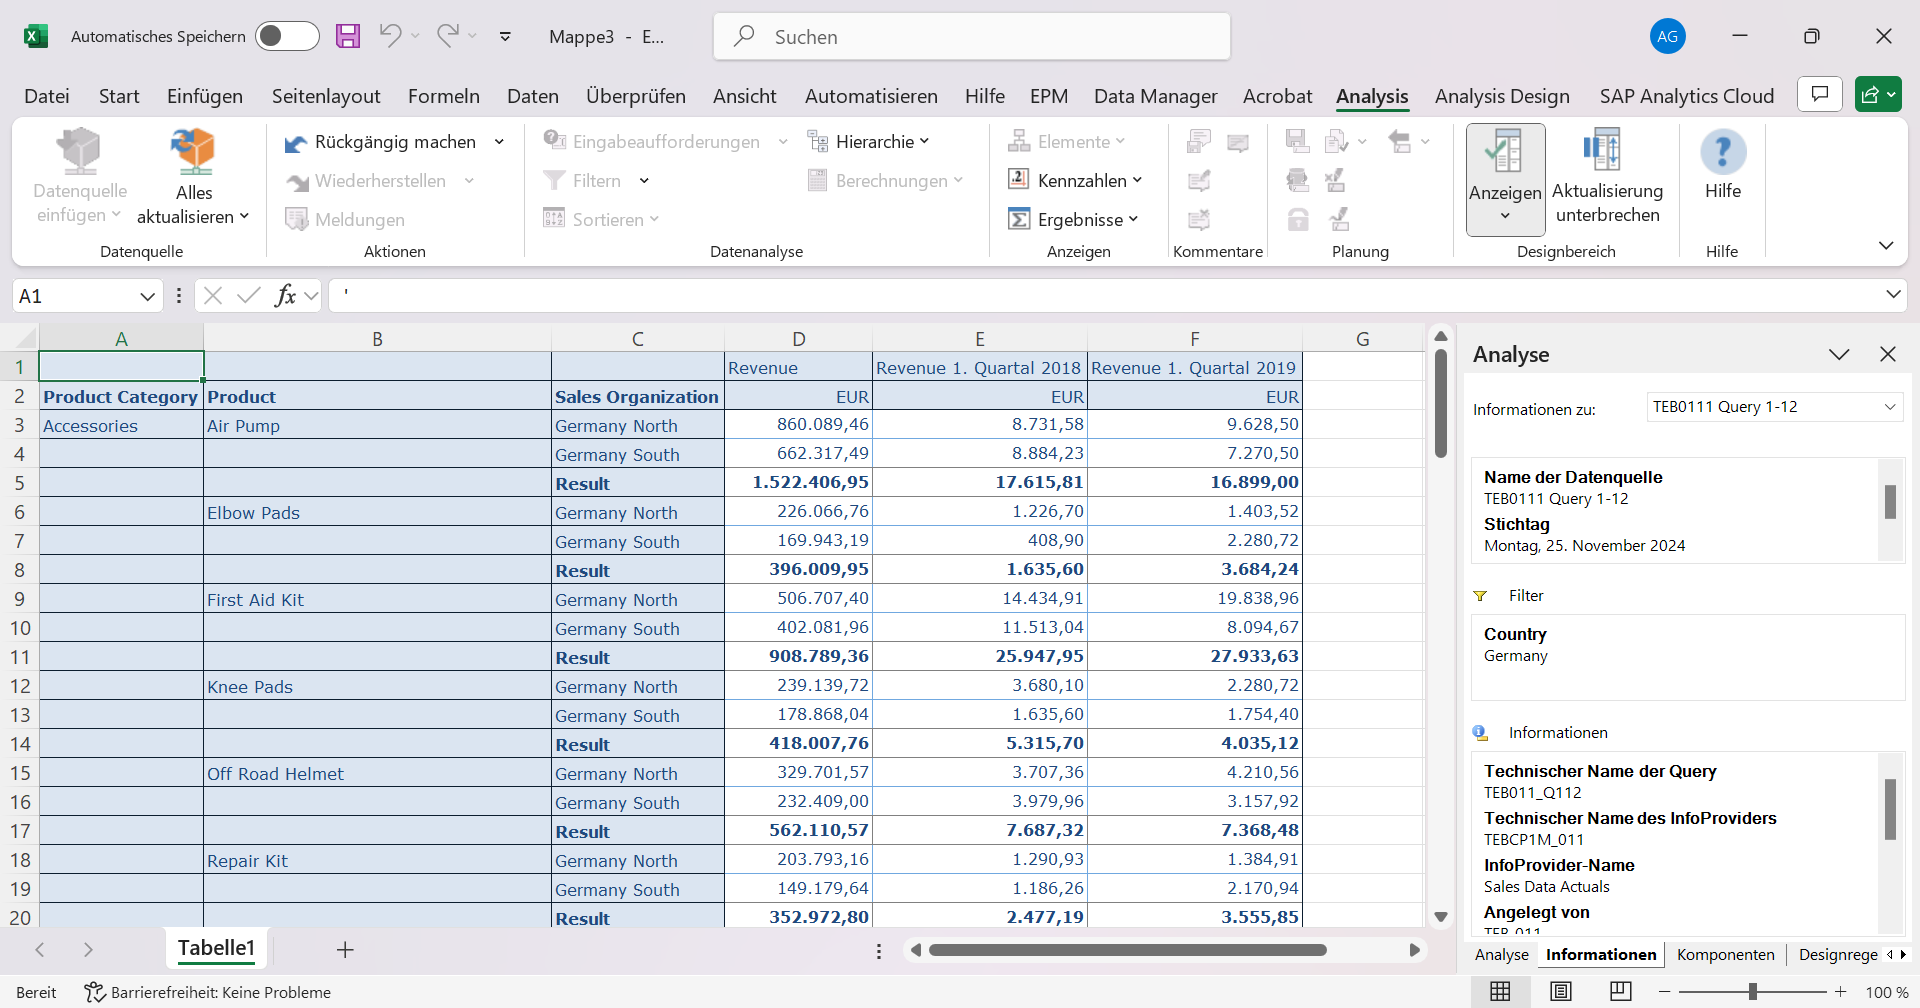 Automatisches Speichern
Mappe3 - E...
Suchen
AG
Datei Start Einfügen Seitenlayout Formeln Daten Überprüfen Ansicht Automatisieren Hilfe EPM Data Manager Acrobat Analysis Analysis Design SAP Analytics Cloud
Datenquelle einfügen
Alles aktualisieren
Datenquelle
Rückgängig machen
Wiederherstellen
Meldungen
Aktionen
Eingabeaufforderungen
Filtern
Sortieren
Hierarchie
Berechnungen
Datenanalyse
Elemente
Kennzahlen
Ergebnisse
Anzeigen
Kommentare
Planung
Anzeigen
Aktualisierung unterbrechen
Designbereich
Hilfe
Hilfe
A1 fx '
A B C D E F G
1 Revenue Revenue 1. Quartal 2018 Revenue 1. Quartal 2019
2 Product Category Product Sales Organization EUR EUR EUR
3 Accessories Air Pump Germany North 860.089,46 8.731,58 9.628,50
4 Germany South 662.317,49 8.884,23 7.270,50
5 Result 1.522.406,95 17.615,81 16.899,00
6 Elbow Pads Germany North 226.066,76 1.226,70 1.403,52
7 Germany South 169.943,19 408,90 2.280,72
8 Result 396.009,95 1.635,60 3.684,24
9 First Aid Kit Germany North 506.707,40 14.434,91 19.838,96
10 Germany South 402.081,96 11.513,04 8.094,67
11 Result 908.789,36 25.947,95 27.933,63
12 Knee Pads Germany North 239.139,72 3.680,10 2.280,72
13 Germany South 178.868,04 1.635,60 1.754,40
14 Result 418.007,76 5.315,70 4.035,12
15 Off Road Helmet Germany North 329.701,57 3.707,36 4.210,56
16 Germany South 232.409,00 3.979,96 3.157,92
17 Result 562.110,57 7.687,32 7.368,48
18 Repair Kit Germany North 203.793,16 1.290,93 1.384,91
19 Germany South 149.179,64 1.186,26 2.170,94
20 Result 352.972,80 2.477,19 3.555,85
Analyse
Informationen zu: TEB0111 Query 1-12
Name der Datenquelle
TEB0111 Query 1-12
Stichtag
Montag, 25. November 2024
Filter
Country
Germany
Informationen
Technischer Name der Query
TEB011_Q112
Technischer Name des InfoProviders
TEBCP1M_011
InfoProvider-Name
Sales Data Actuals
Angelegt von
TEB-011
Analyse Informationen Komponenten Designrege
Tabelle1
Bereit
Barrierefreiheit: Keine Probleme
100 %